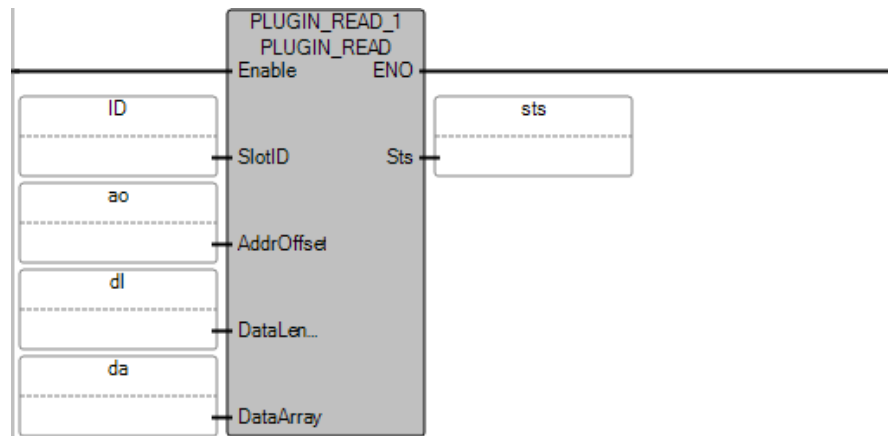 PLUGIN_READ_1
PLUGIN_READ
Enable ENO
ID
sts
SlotID Sts
ao
AddrOffset
dl
DataLen...
da
DataArray